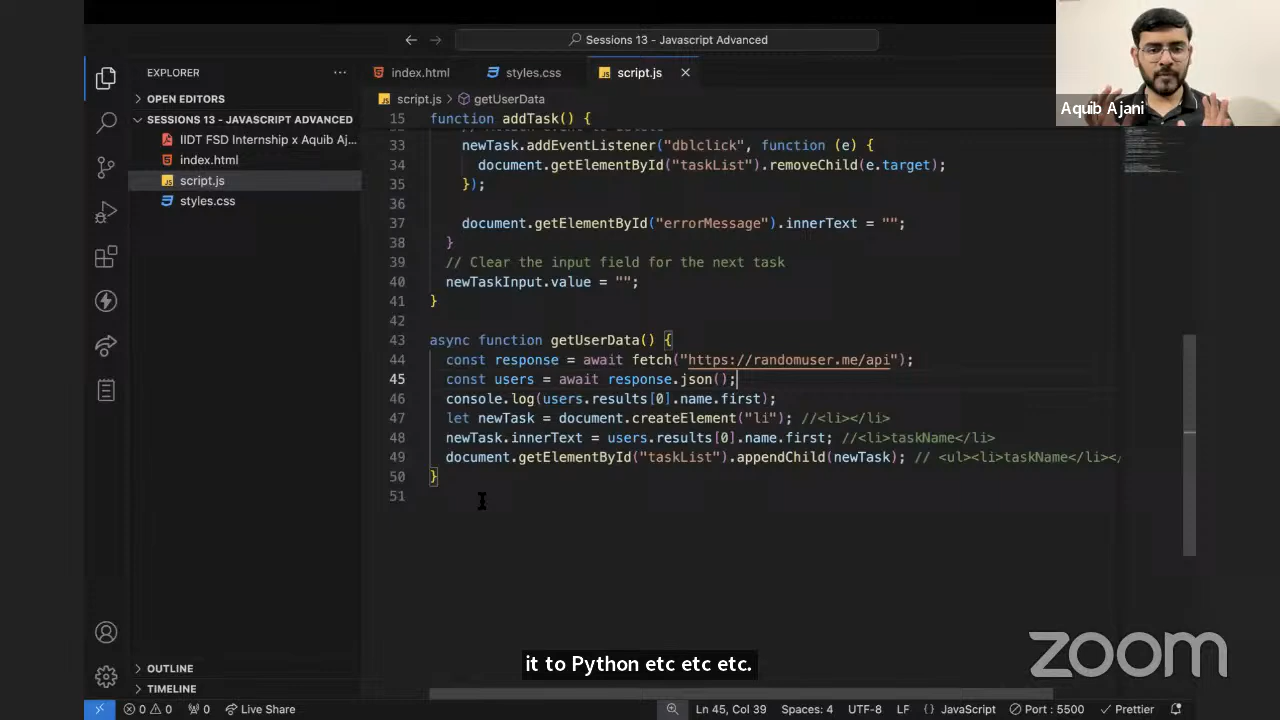 Sessions 13 - Javascript Advanced
Aquib Ajani
EXPLORER
index.html
styles.css
script.js
OPEN EDITORS
script.js > getUserData
SESSIONS 13 - JAVASCRIPT ADVANCED
IIDT FSD Internship x Aquib Aj...
index.html
script.js
styles.css
15 function addTask() {
33 newTask.addEventListener("dblclick", function (e) {
34 document.getElementById("taskList").removeChild(e.target);
35 });
36
37 document.getElementById("errorMessage").innerText = "";
38 }
39 // Clear the input field for the next task
40 newTaskInput.value = "";
41 }
42
43 async function getUserData() {
44 const response = await fetch("https://randomuser.me/api");
45 const users = await response.json();
46 console.log(users.results[0].name.first);
47 let newTask = document.createElement("li"); //<li></li>
48 newTask.innerText = users.results[0].name.first; //<li>taskName</li>
49 document.getElementById("taskList").appendChild(newTask); // <ul><li>taskName</li></
50 }
51
zoom
it to Python etc etc etc.
OUTLINE
TIMELINE
0 0 0 Live Share Ln 45, Col 39 Spaces: 4 UTF-8 LF {} JavaScript Port : 5500 Prettier